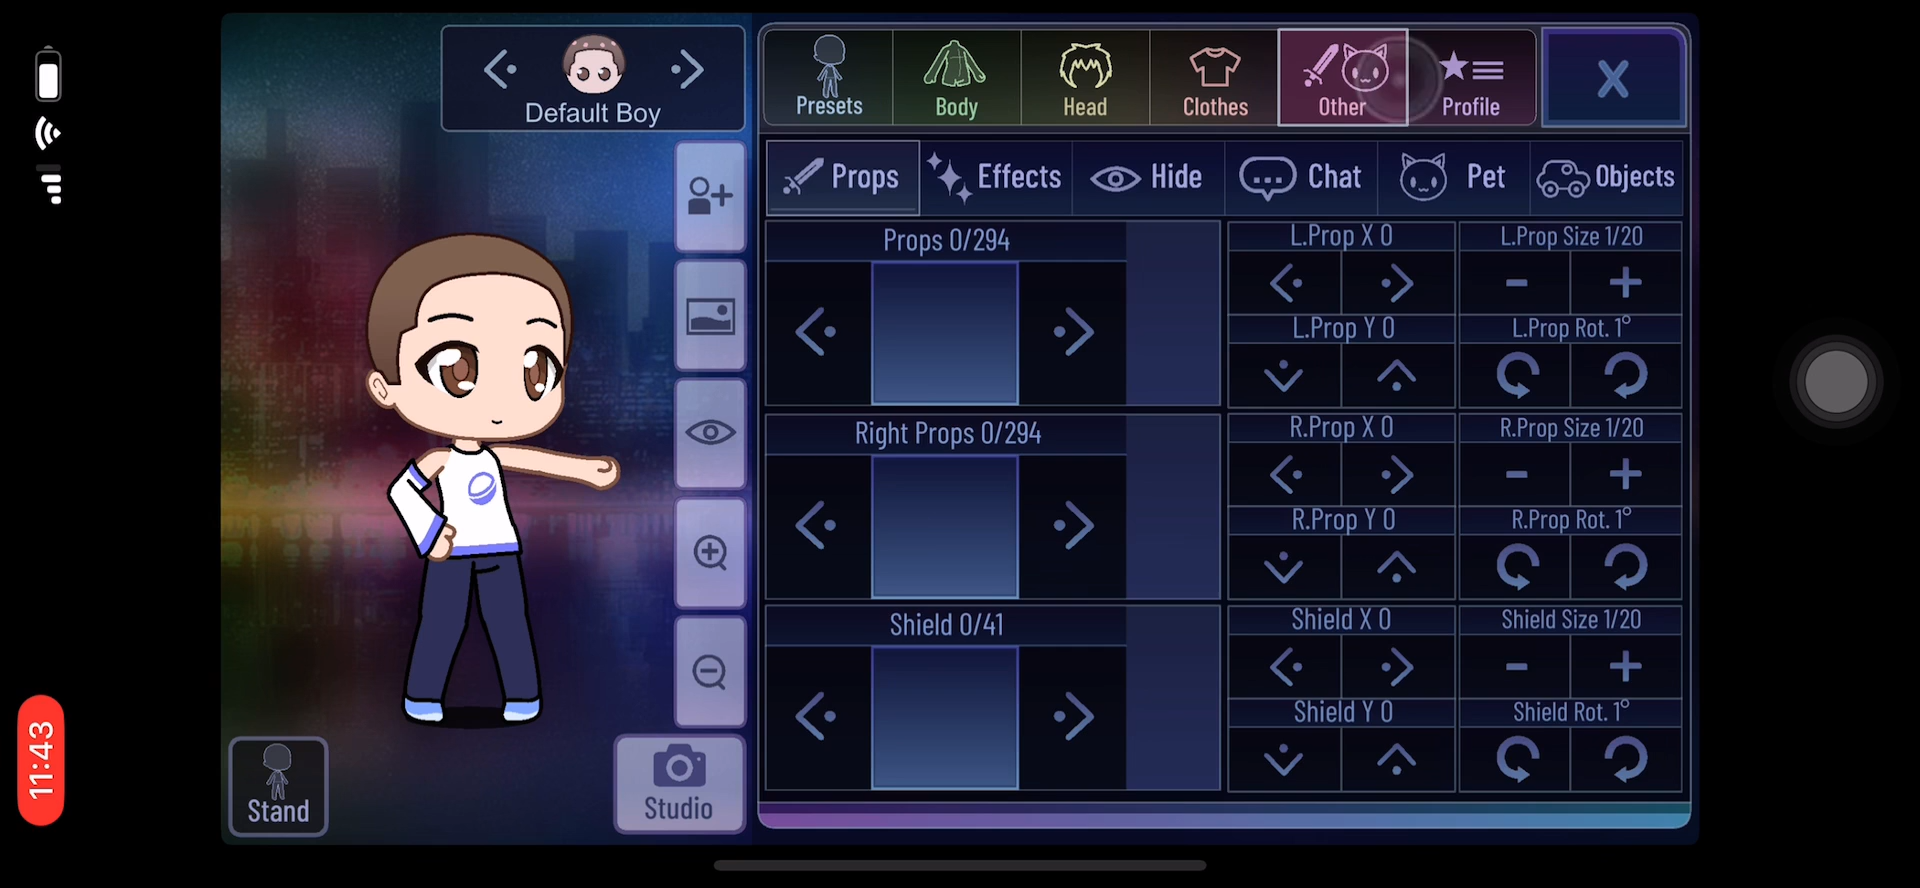 11:43
Default Boy
Stand
Studio
Presets
Body
Head
Clothes
Other
Profile
X
Props
Effects
Hide
Chat
Pet
Objects
Props 0/294
L.Prop X 0
L.Prop Size 1/20
L.Prop Y 0
L.Prop Rot. 1°
Right Props 0/294
R.Prop X 0
R.Prop Size 1/20
R.Prop Y 0
R.Prop Rot. 1°
Shield 0/41
Shield X 0
Shield Size 1/20
Shield Y 0
Shield Rot. 1°